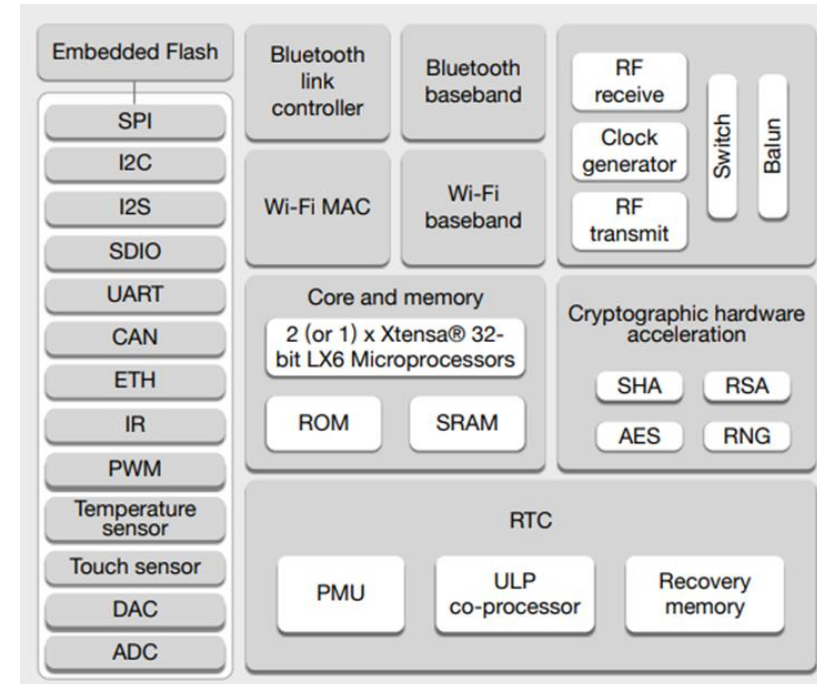 Embedded Flash
SPI
I2C
I2S
SDIO
UART
CAN
ETH
IR
PWM
Temperature
sensor
Touch sensor
DAC
ADC
Bluetooth
link
controller
Bluetooth
baseband
Wi-Fi MAC
Wi-Fi
baseband
RF
receive
Clock
generator
RF
transmit
Switch
Balun
Core and memory
2 (or 1) x Xtensa® 32-
bit LX6 Microprocessors
ROM
SRAM
Cryptographic hardware
acceleration
SHA
RSA
AES
RNG
RTC
PMU
ULP
co-processor
Recovery
memory